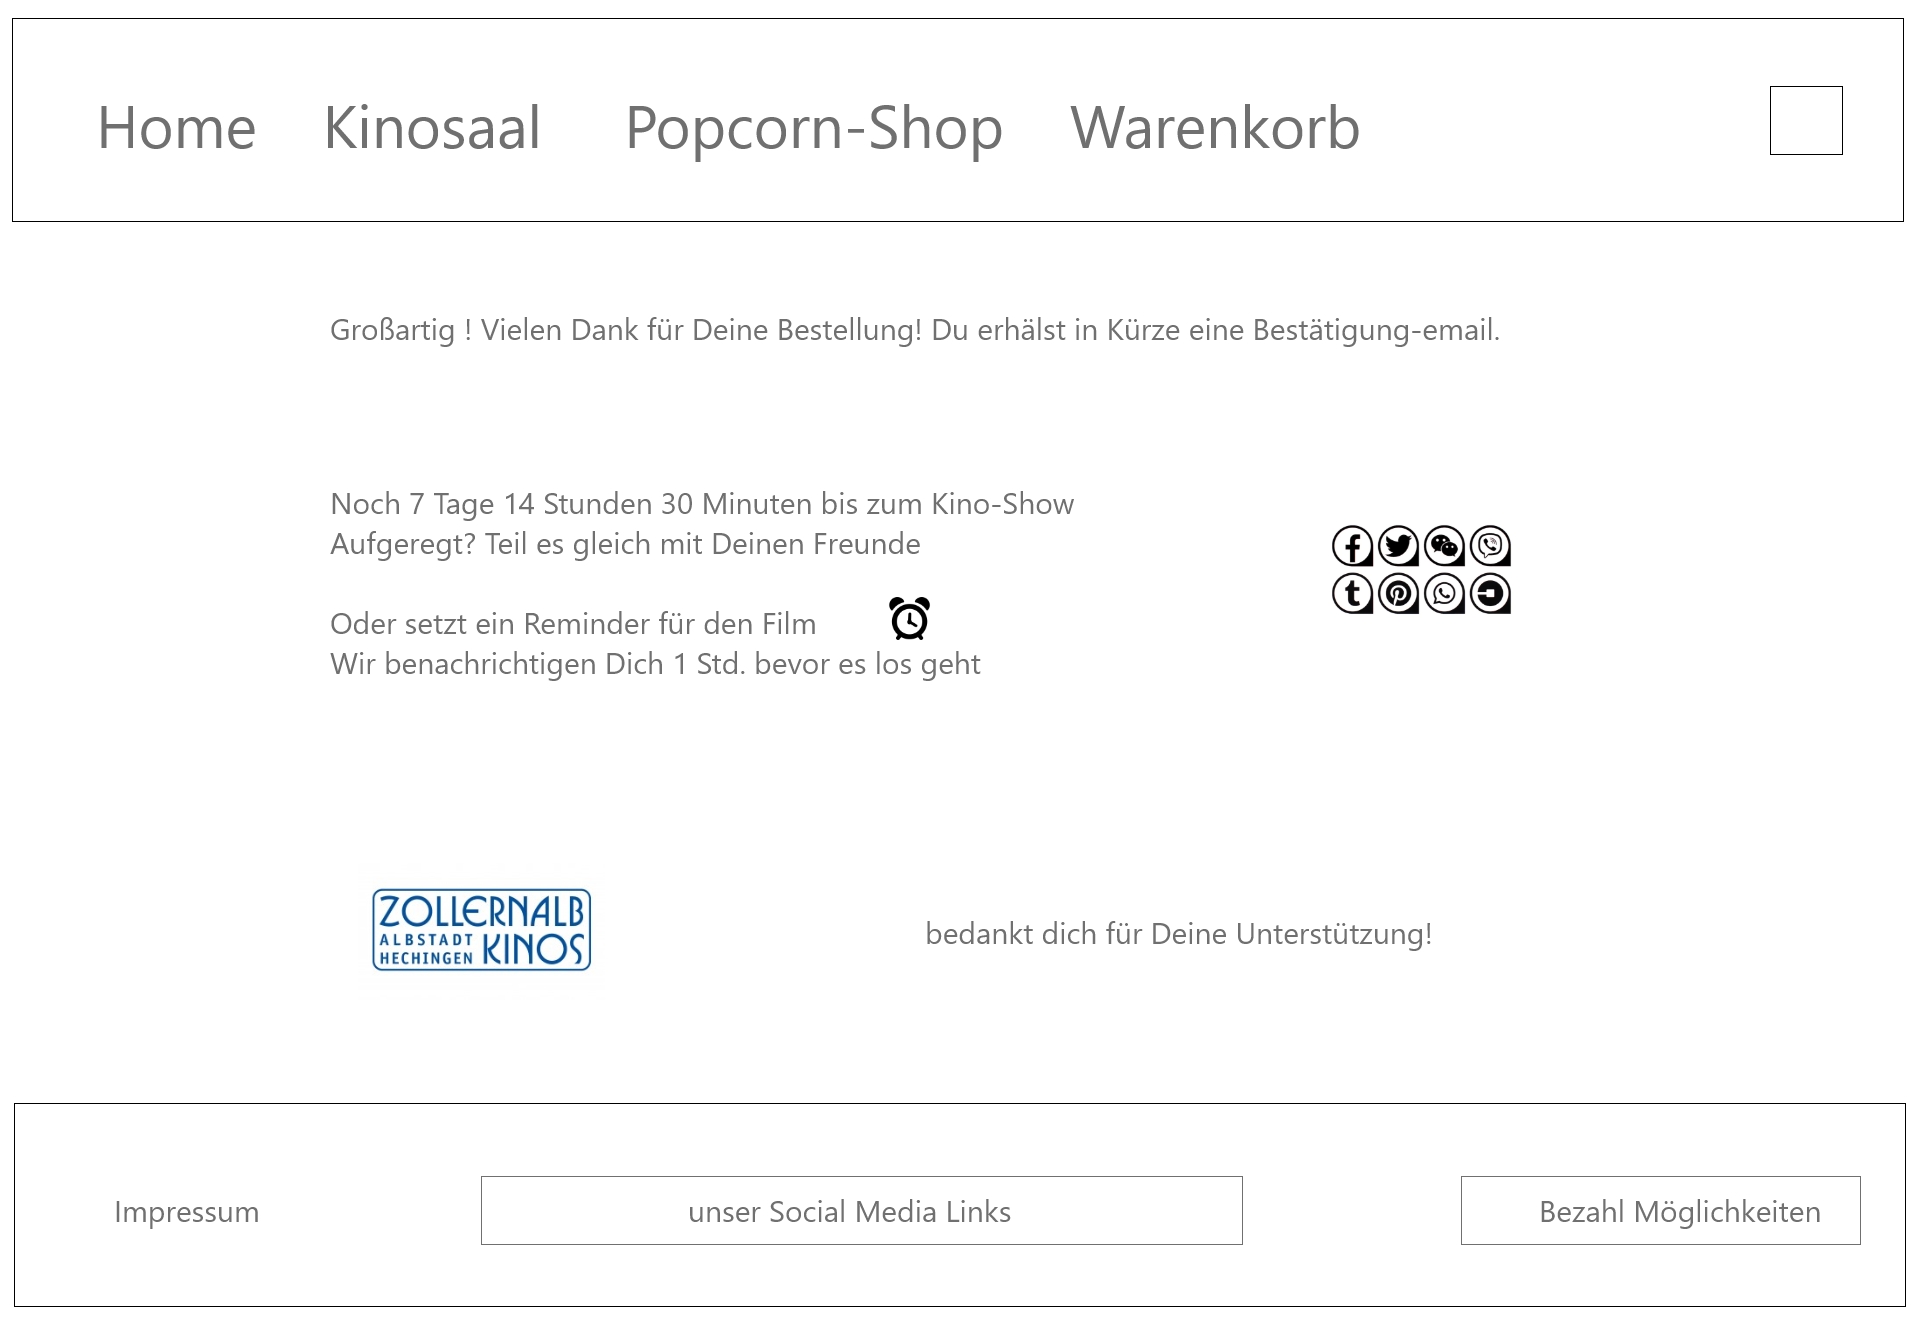 Home Kinosaal Popcorn-Shop Warenkorb
Großartig ! Vielen Dank für Deine Bestellung! Du erhälst in Kürze eine Bestätigung-email.
Noch 7 Tage 14 Stunden 30 Minuten bis zum Kino-Show
Aufgeregt? Teil es gleich mit Deinen Freunde
Oder setzt ein Reminder für den Film
Wir benachrichtigen Dich 1 Std. bevor es los geht
ZOLLERNALB
ALBSTADT
HECHINGEN KINOS
bedankt dich für Deine Unterstützung!
Impressum
unser Social Media Links
Bezahl Möglichkeiten